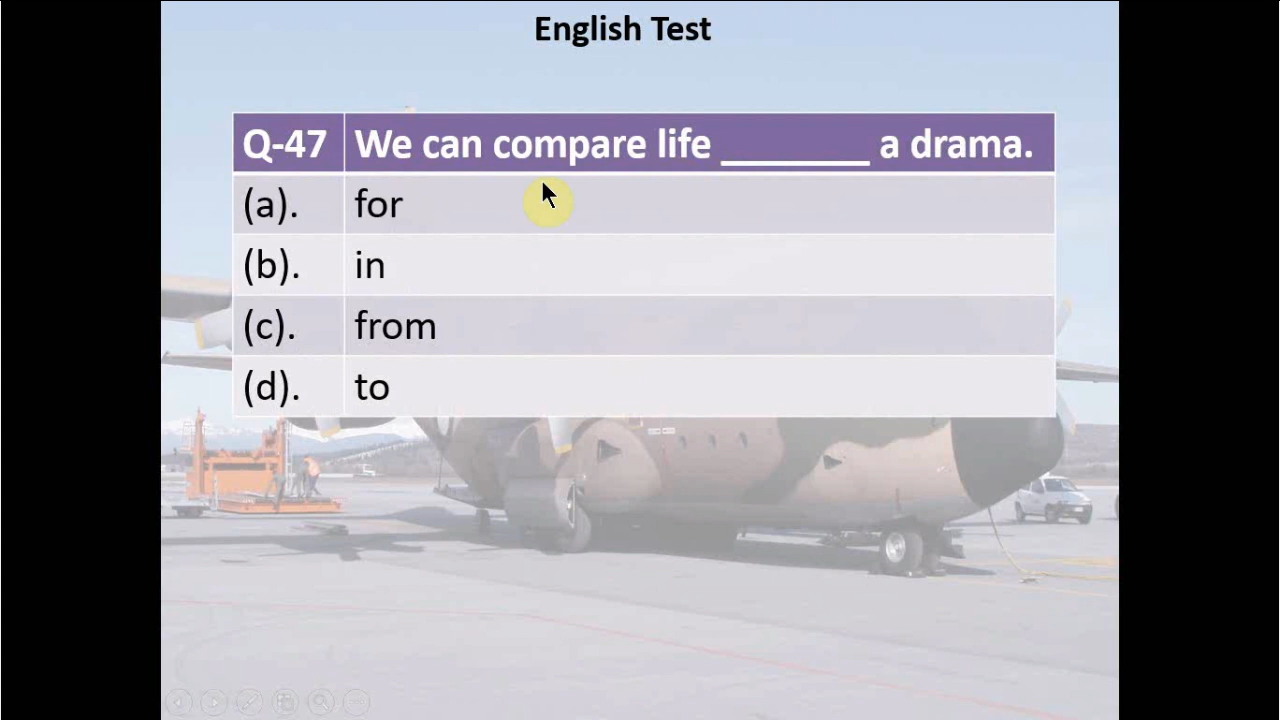 English Test
Q-47 We can compare life ________ a drama.
(a). for
(b). in
(c). from
(d). to